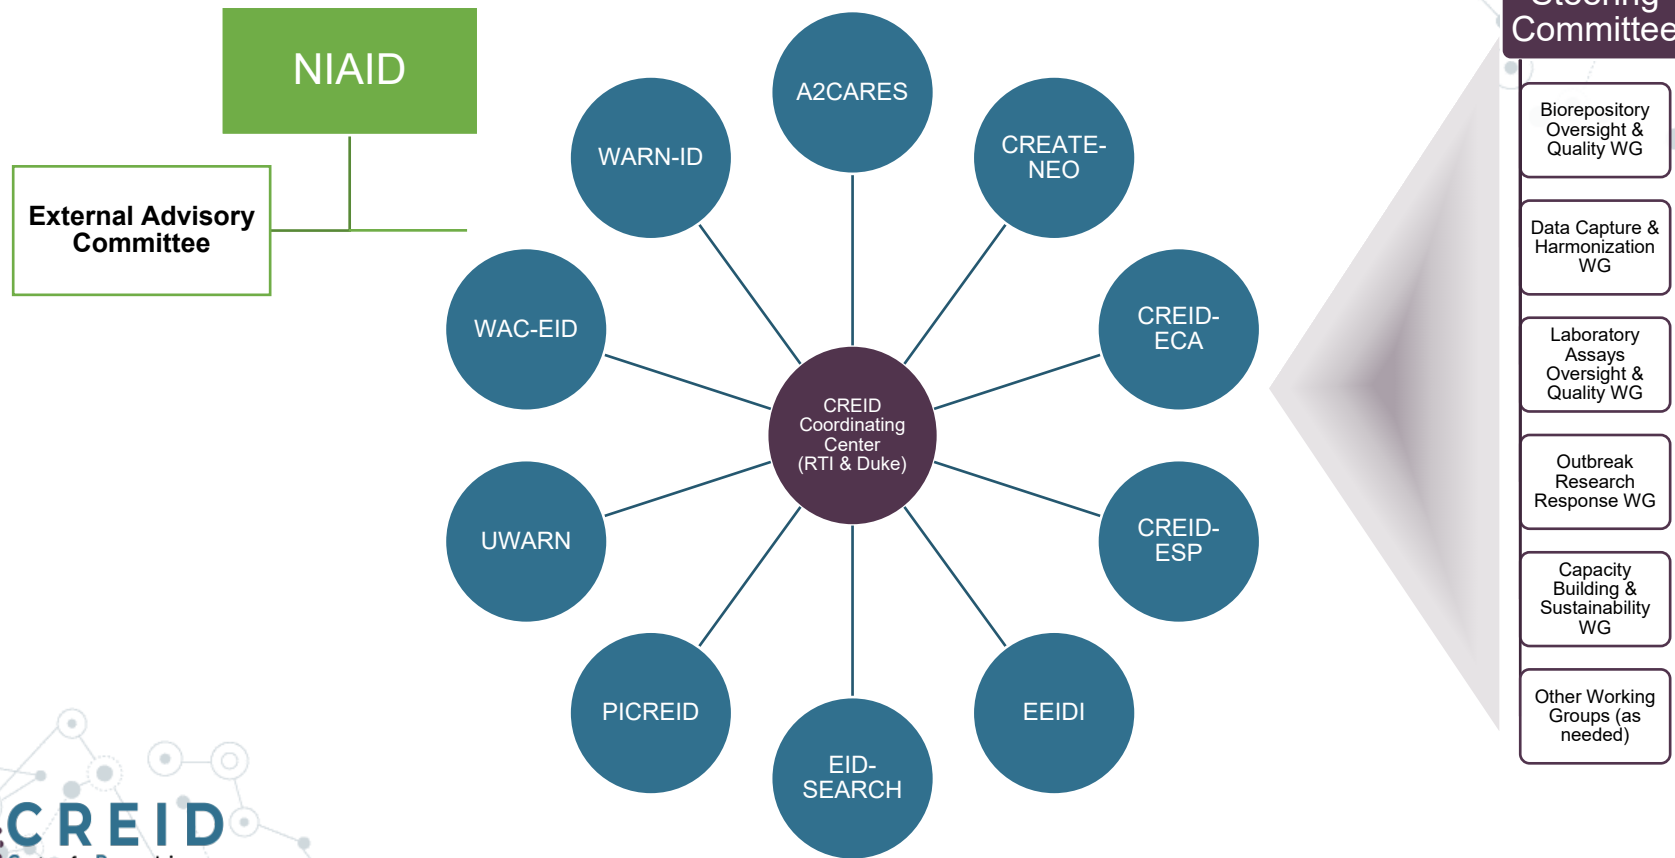 NIAID
External Advisory
Committee
A2CARES
CREATE-
NEO
CREID-
ECA
CREID-
ESP
EEIDI
EID-
SEARCH
PICREID
UWARN
WAC-EID
WARN-ID
CREID
Coordinating
Center
(RTI & Duke)
Steering
Committee
Biorepository
Oversight &
Quality WG
Data Capture &
Harmonization
WG
Laboratory
Assays
Oversight &
Quality WG
Outbreak
Research
Response WG
Capacity
Building &
Sustainability
WG
Other Working
Groups (as
needed)
CREID